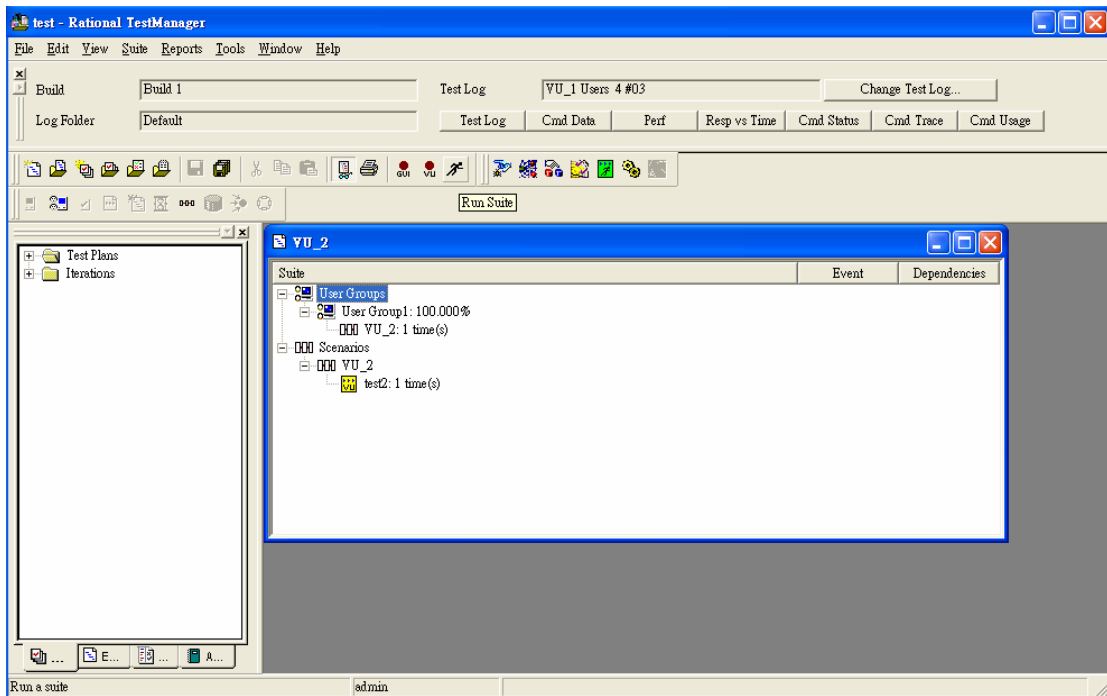 test - Rational TestManager
File Edit View Suite Reports Tools Window Help
Build Build 1 Test Log VU_1 Users 4 #03 Change Test Log...
Log Folder Default Test Log Cmd Data Perf Resp vs Time Cmd Status Cmd Trace Cmd Usage
GUI VU
Run Suite
Test Plans
Iterations
VU_2
Suite Event Dependencies
User Groups
User Group1: 100.000%
VU_2: 1 time(s)
Scenarios
VU_2
VU test2: 1 time(s)
... E... ... A...
Run a suite admin